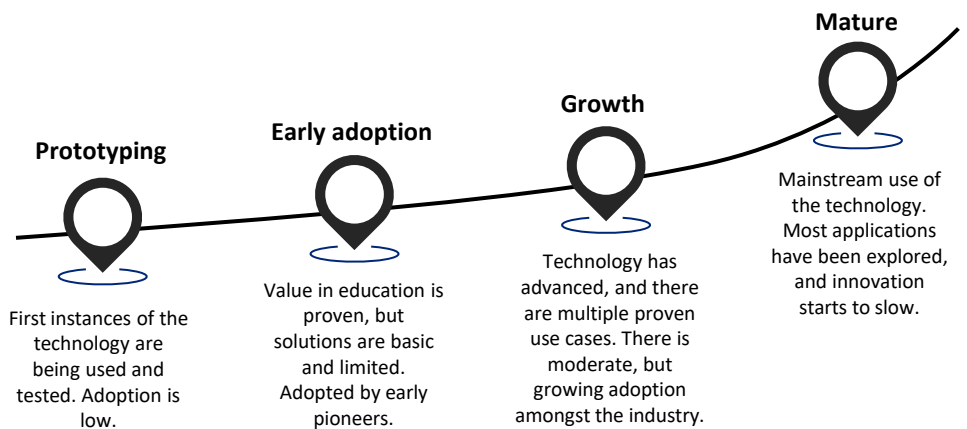 Prototyping
First instances of the
technology are
being used and
tested. Adoption is
low.
Early adoption
Value in education is
proven, but
solutions are basic
and limited.
Adopted by early
pioneers.
Growth
Technology has
advanced, and there
are multiple proven
use cases. There is
moderate, but
growing adoption
amongst the industry.
Mature
Mainstream use of
the technology.
Most applications
have been explored,
and innovation
starts to slow.